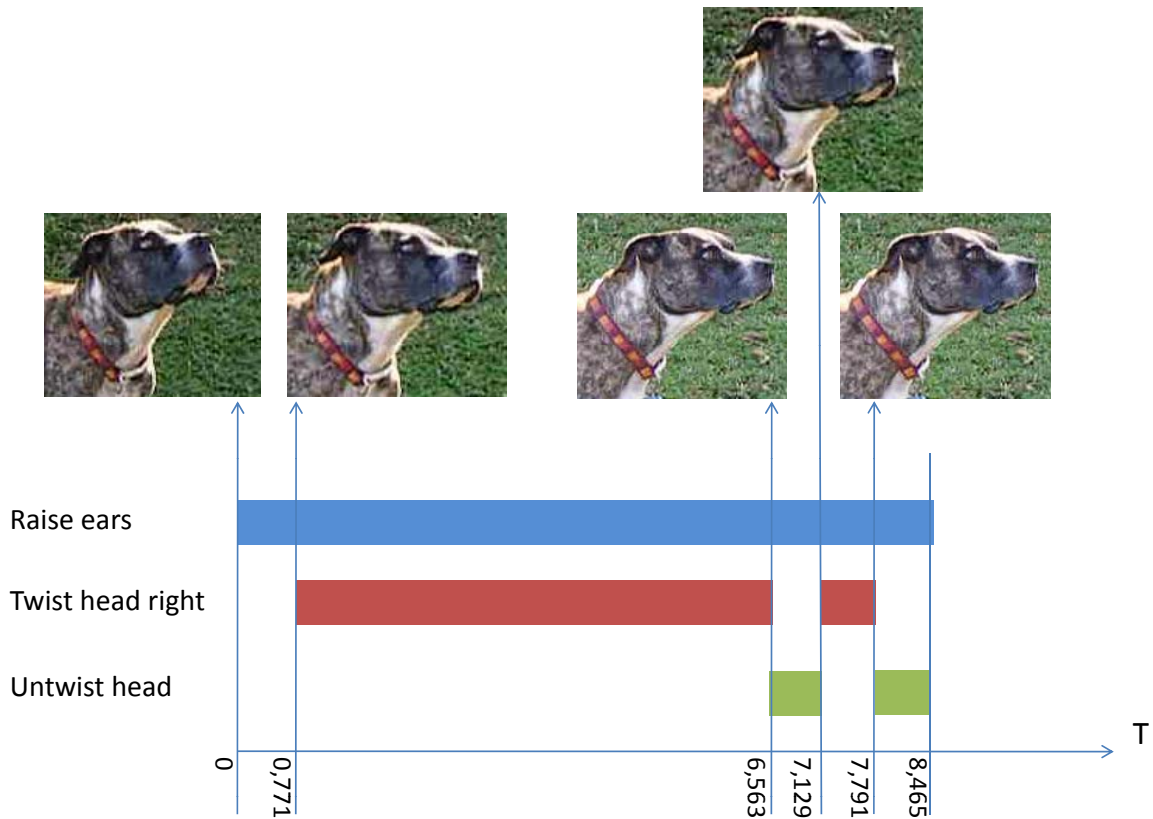 Raise ears
Twist head right
Untwist head
T
0
0,771
6,563
7,129
7,791
8,465